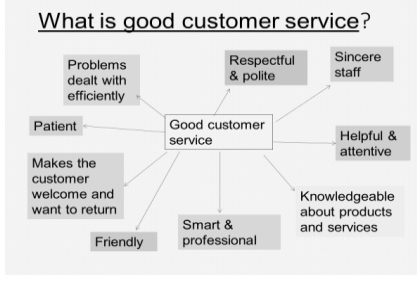 What is good customer service?
Problems
dealt with
efficiently
Respectful
& polite
Sincere
staff
Patient
Good customer
service
Helpful &
attentive
Makes the
customer
welcome and
want to return
Knowledgeable
about products
and services
Friendly
Smart &
professional